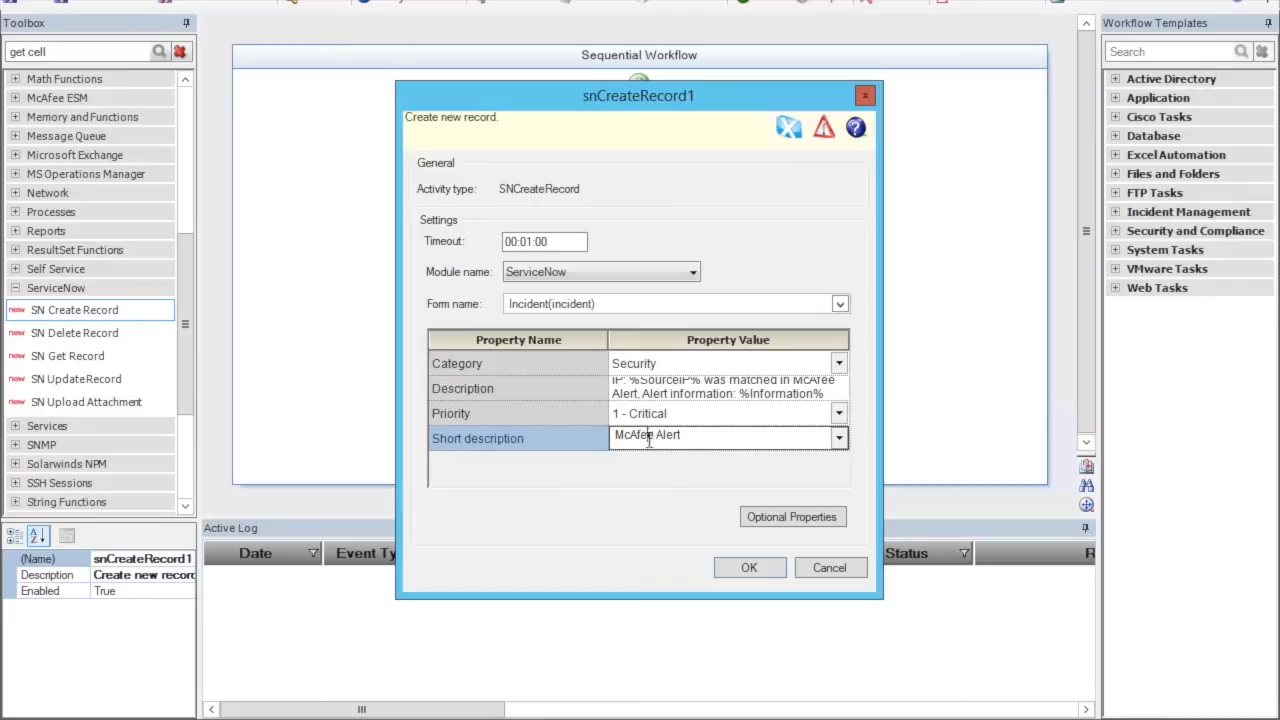 Toolbox
get cell
Math Functions
McAfee ESM
Memory and Functions
Message Queue
Microsoft Exchange
MS Operations Manager
Network
Processes
Reports
ResultSet Functions
Self Service
ServiceNow
new SN Create Record
new SN Delete Record
new SN Get Record
new SN UpdateRecord
new SN Upload Attachment
Services
SNMP
Solarwinds NPM
SSH Sessions
String Functions
(Name) snCreateRecord1
Description Create new record
Enabled True
Sequential Workflow
snCreateRecord1
Create new record.
General
Activity type: SNCreateRecord
Settings
Timeout: 00:01:00
Module name: ServiceNow
Form name: Incident(incident)
Property Name Property Value
Category Security
Description IP: %SourceIP% was matched in McAfee
Alert, Alert information: %Information%
Priority 1 - Critical
Short description McAfee Alert
Optional Properties
OK Cancel
Active Log
Date Event Ty Status R
Workflow Templates
Search
Active Directory
Application
Cisco Tasks
Database
Excel Automation
Files and Folders
FTP Tasks
Incident Management
Security and Compliance
System Tasks
VMware Tasks
Web Tasks